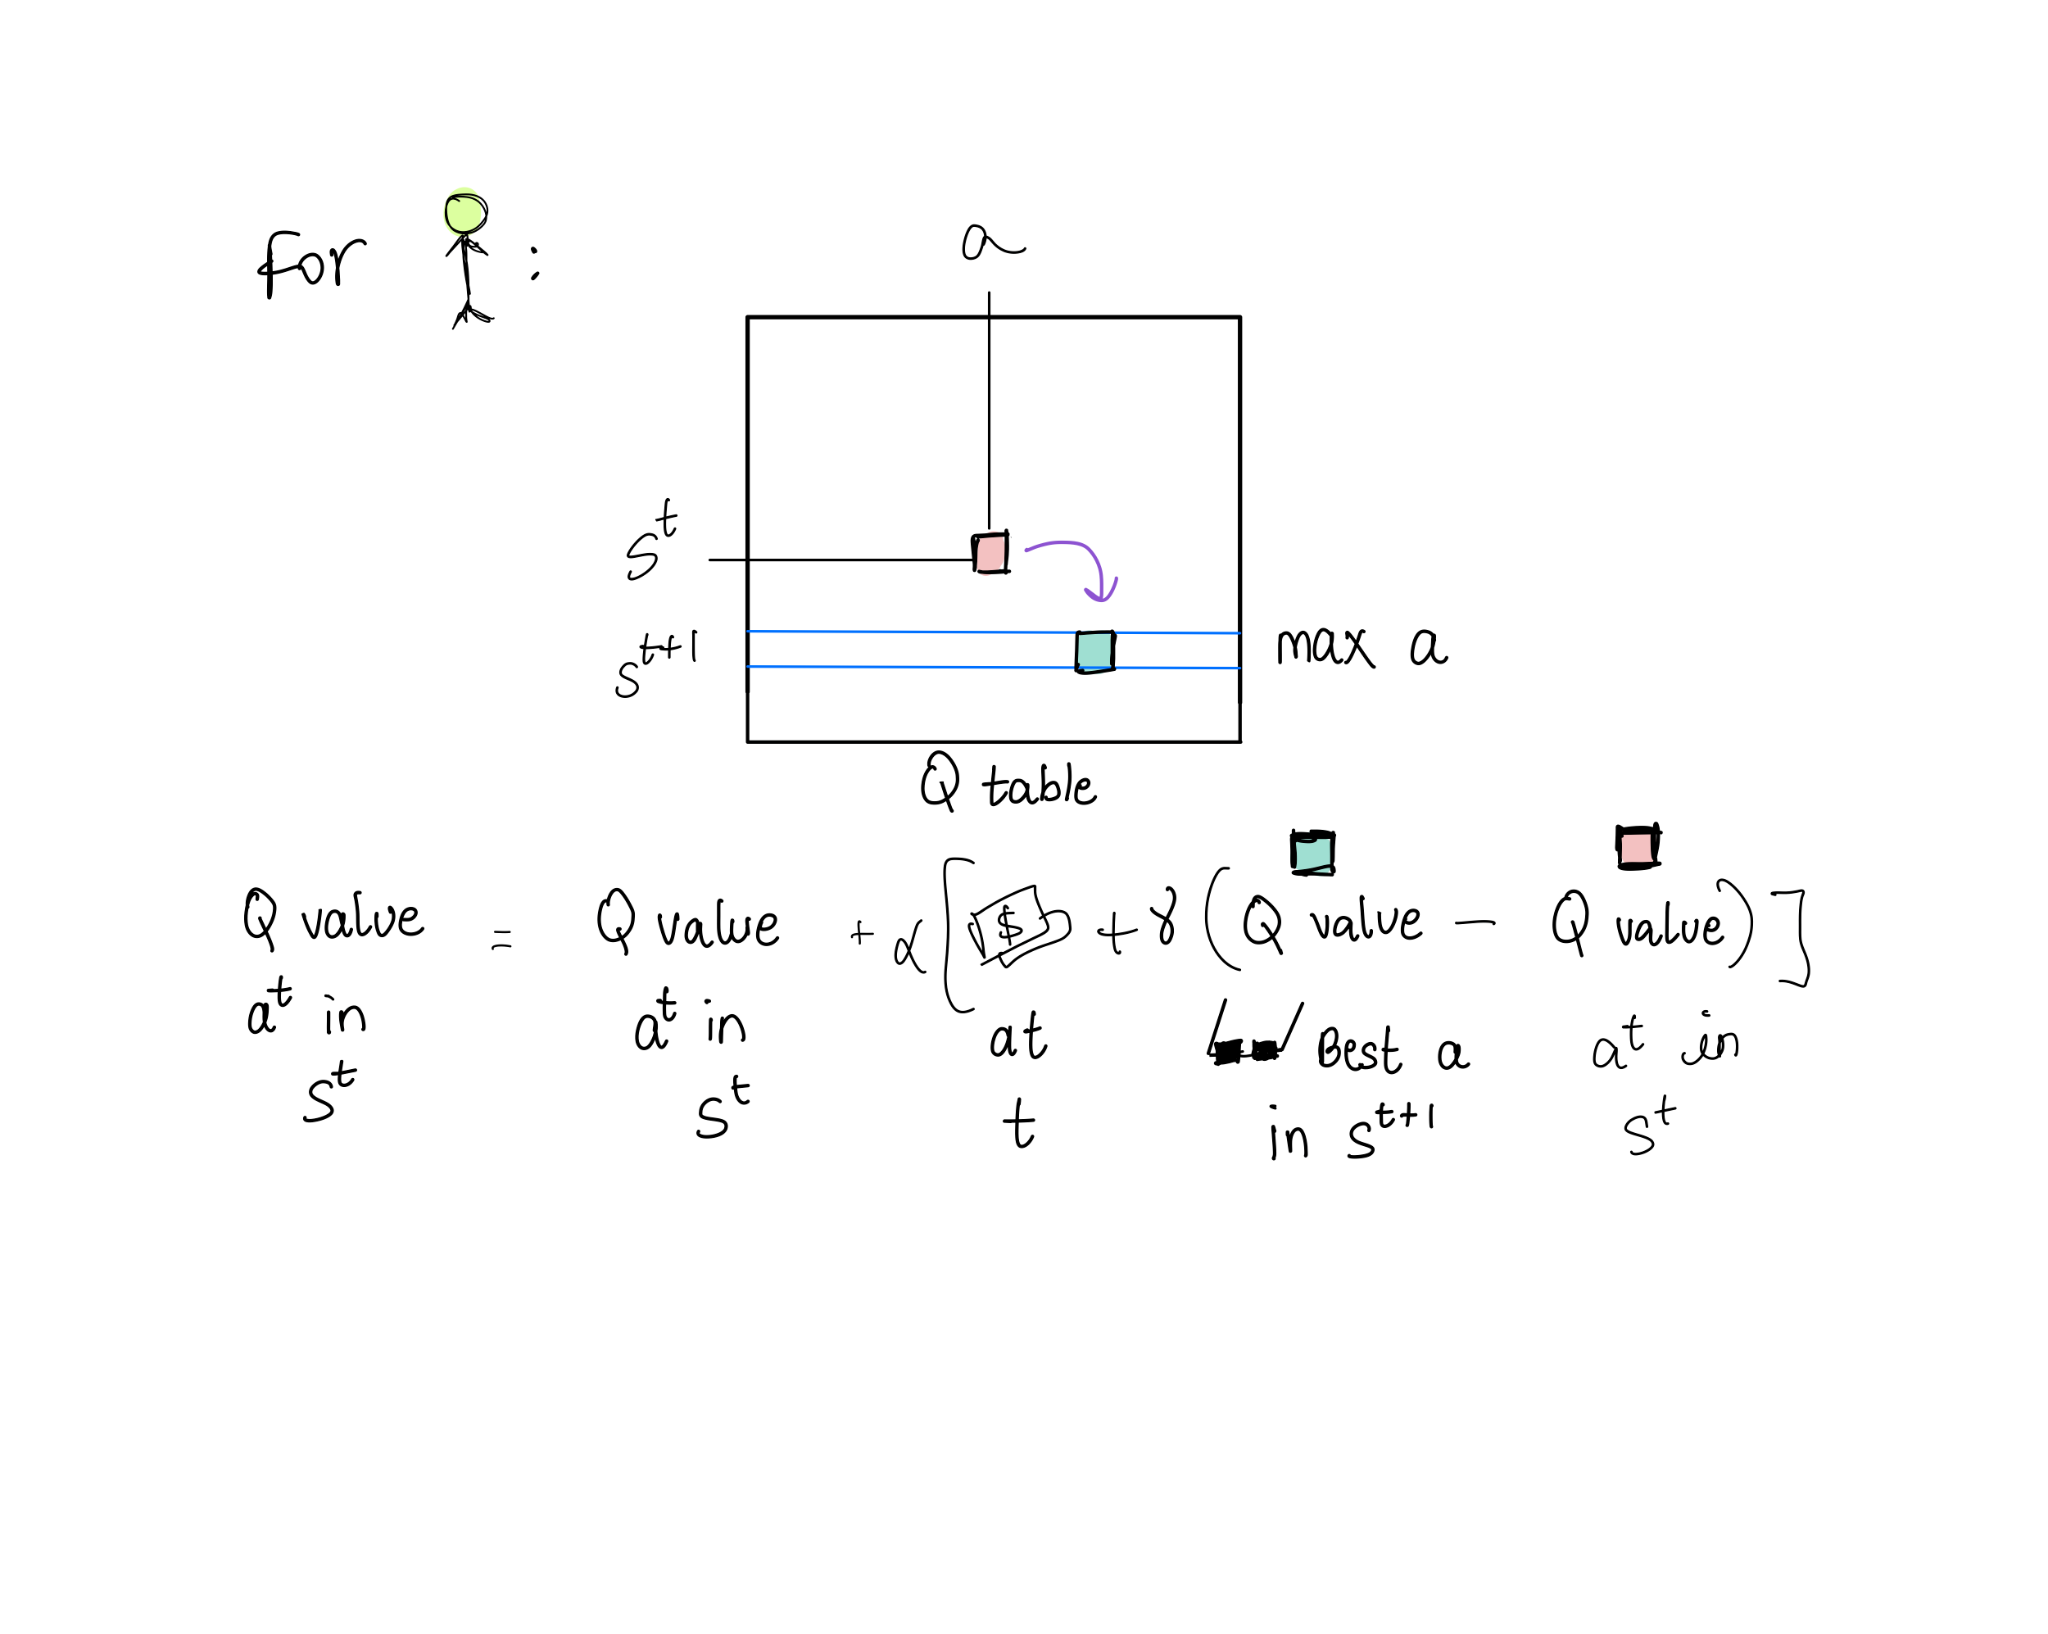 for :
a
s^t
s^t+1
max a
Q table
Q value = Q value + α [ $ + γ ( Q value - Q value ) ]
a^t in a^t in at Best a a^t in
s^t s^t t in s^t+1 s^t